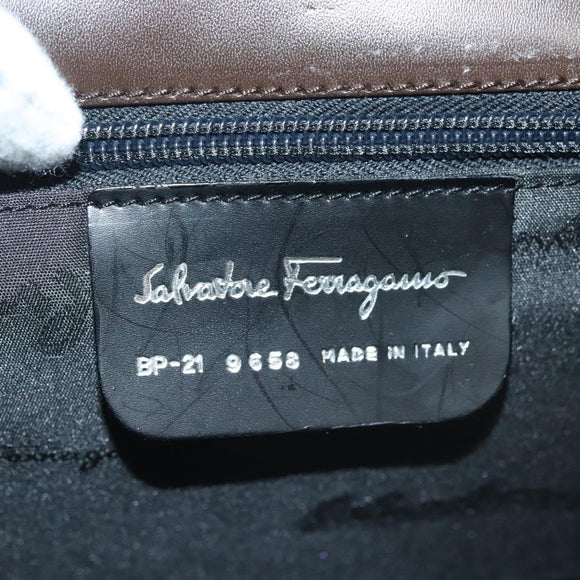 Salvatore Ferragamo
BP-21 9658 MADE IN ITALY